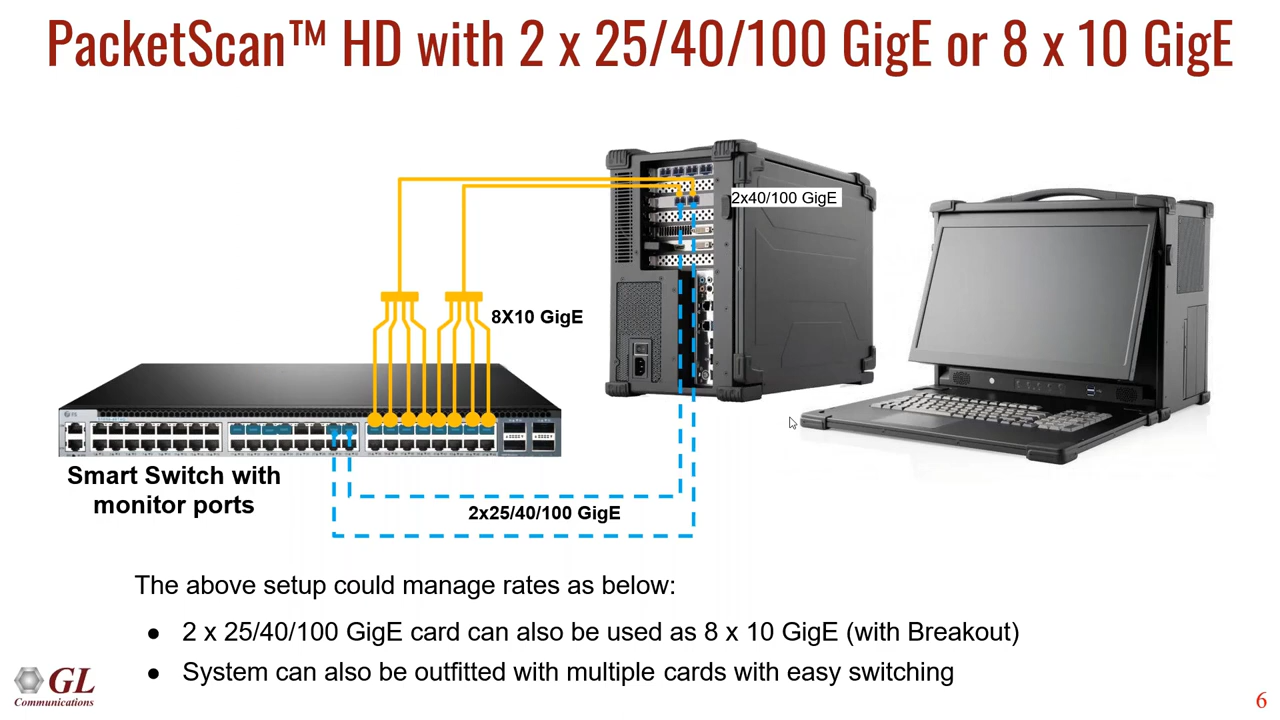 PacketScan™ HD with 2 x 25/40/100 GigE or 8 x 10 GigE
2x40/100 GigE
8X10 GigE
Smart Switch with
monitor ports
2x25/40/100 GigE
The above setup could manage rates as below:
● 2 x 25/40/100 GigE card can also be used as 8 x 10 GigE (with Breakout)
● System can also be outfitted with multiple cards with easy switching
GL
Communications
6